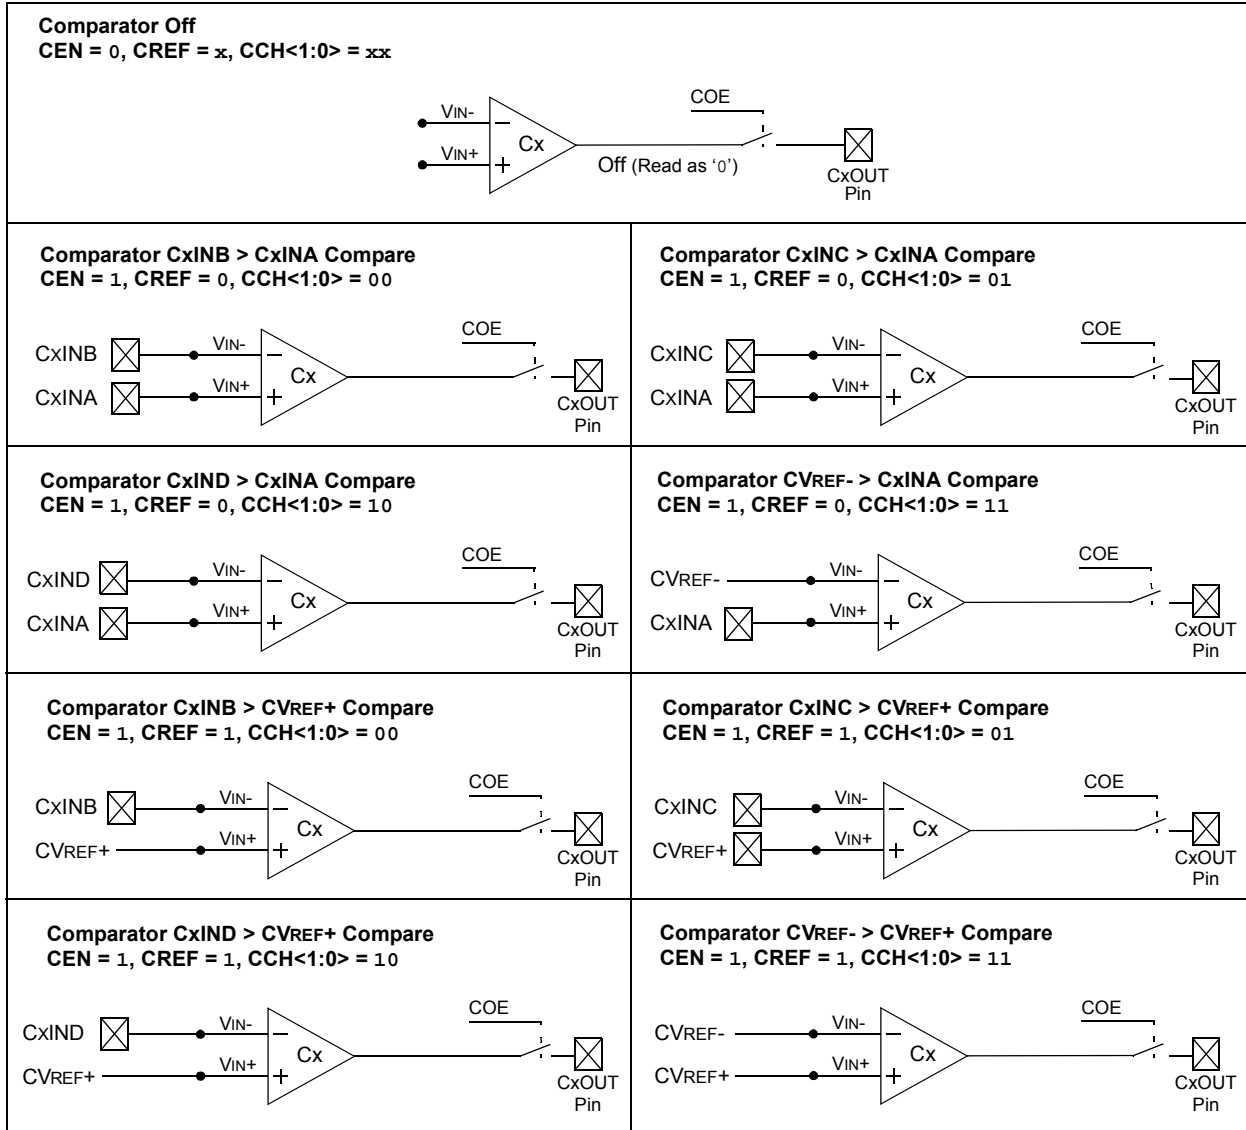 Comparator Off
CEN = 0, CREF = x, CCH<1:0> = xx
COE
VIN-
VIN+
Cx
Off (Read as ‘0’)
CxOUT
Pin
Comparator CxINB > CxINA Compare
CEN = 1, CREF = 0, CCH<1:0> = 00
COE
CxINB
VIN-
CxINA
VIN+
Cx
CxOUT
Pin
Comparator CxINC > CxINA Compare
CEN = 1, CREF = 0, CCH<1:0> = 01
COE
CxINC
VIN-
CxINA
VIN+
Cx
CxOUT
Pin
Comparator CxIND > CxINA Compare
CEN = 1, CREF = 0, CCH<1:0> = 10
COE
CxIND
VIN-
CxINA
VIN+
Cx
CxOUT
Pin
Comparator CVREF- > CxINA Compare
CEN = 1, CREF = 0, CCH<1:0> = 11
COE
CVREF-
VIN-
CxINA
VIN+
Cx
CxOUT
Pin
Comparator CxINB > CVREF+ Compare
CEN = 1, CREF = 1, CCH<1:0> = 00
COE
CxINB
VIN-
CVREF+
VIN+
Cx
CxOUT
Pin
Comparator CxINC > CVREF+ Compare
CEN = 1, CREF = 1, CCH<1:0> = 01
COE
CxINC
VIN-
CVREF+
VIN+
Cx
CxOUT
Pin
Comparator CxIND > CVREF+ Compare
CEN = 1, CREF = 1, CCH<1:0> = 10
COE
CxIND
VIN-
CVREF+
VIN+
Cx
CxOUT
Pin
Comparator CVREF- > CVREF+ Compare
CEN = 1, CREF = 1, CCH<1:0> = 11
COE
CVREF-
VIN-
CVREF+
VIN+
Cx
CxOUT
Pin